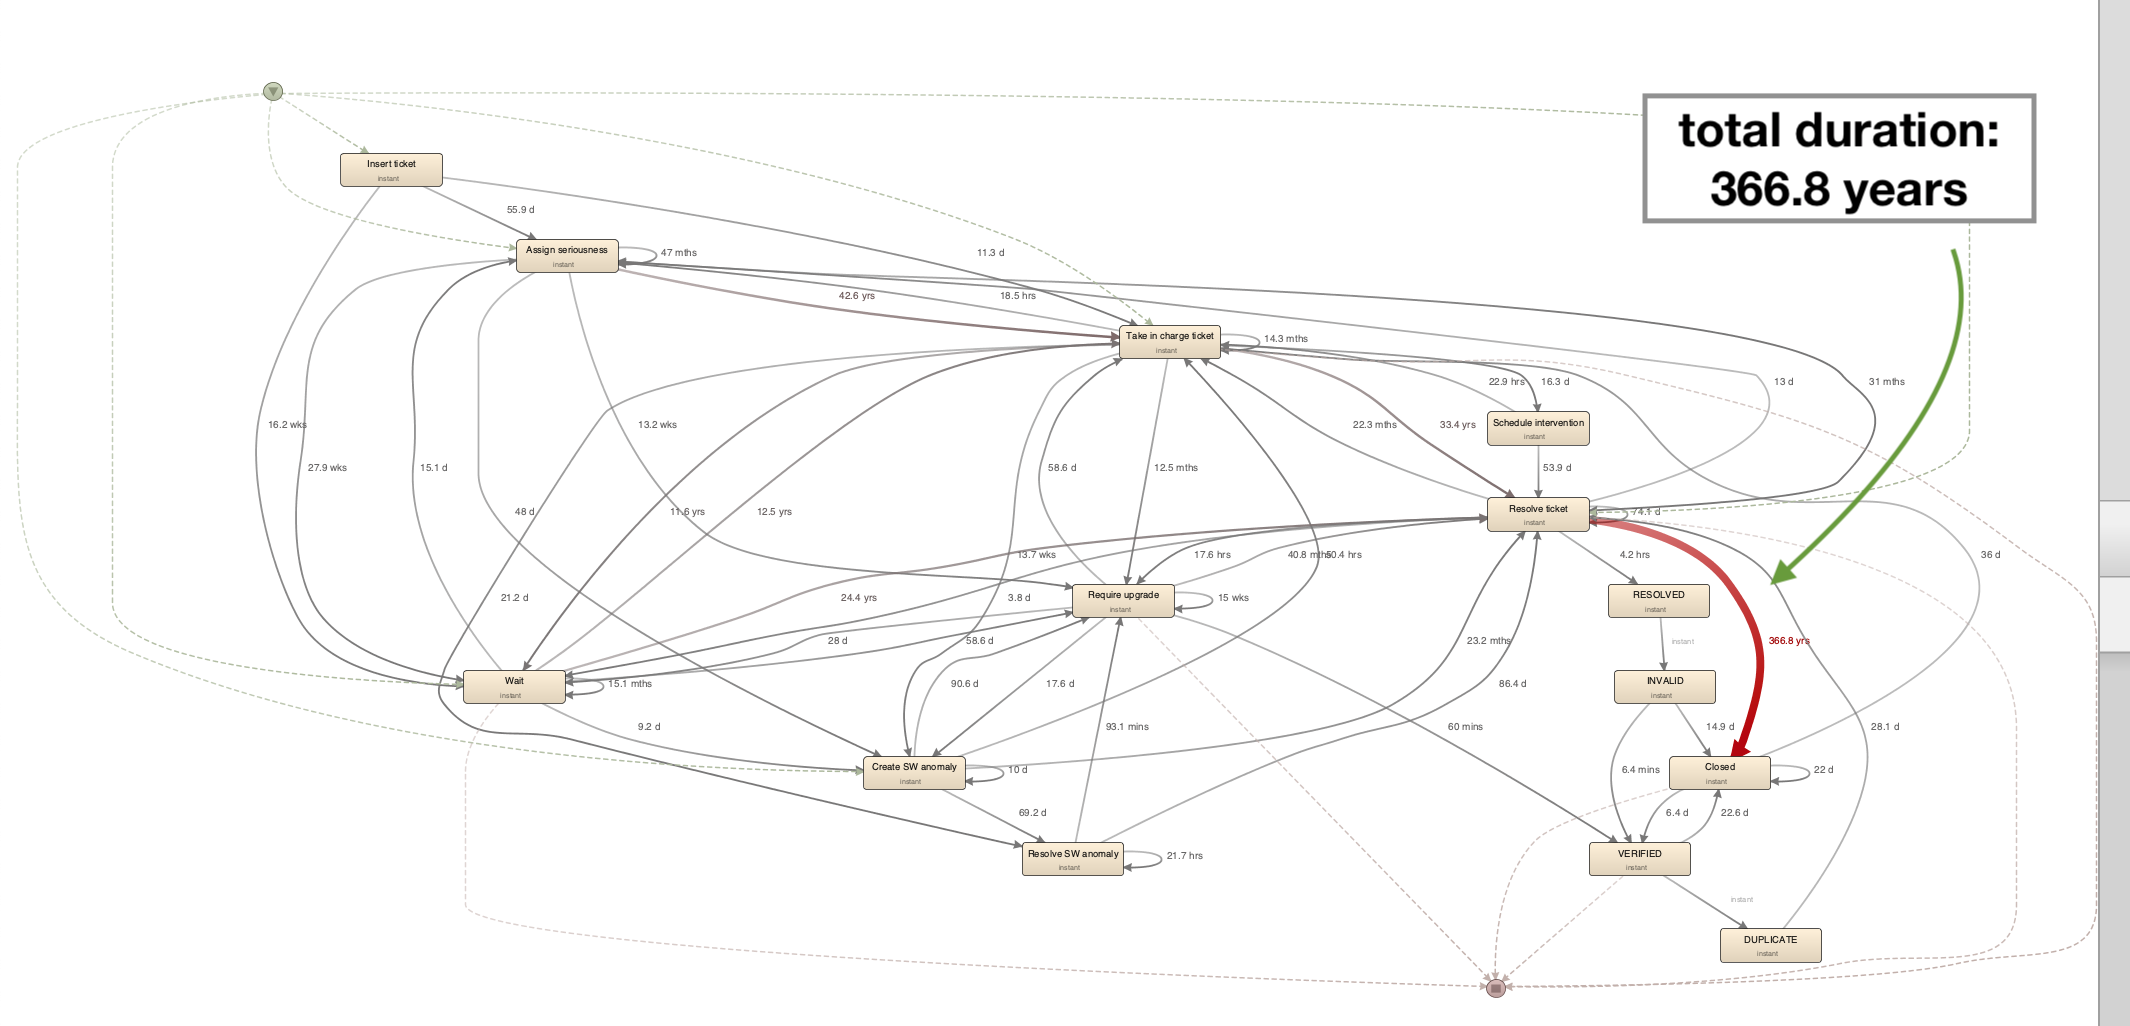 total duration:
366.8 years
Insert ticket
instant
55.9 d
Assign seriousness
instant
47 mths
11.3 d
42.6 yrs
18.5 hrs
Take in charge ticket
instant
14.3 mths
22.9 hrs
16.3 d
13 d
31 mths
16.2 wks
13.2 wks
22.3 mths
33.4 yrs
Schedule intervention
instant
27.9 wks
15.1 d
58.6 d
12.5 mths
53.9 d
48 d
11.6 yrs
12.5 yrs
Resolve ticket
instant
74.1 d
13.7 wks
17.6 hrs
40.8 mths
50.4 hrs
4.2 hrs
36 d
21.2 d
24.4 yrs
3.8 d
Require upgrade
instant
15 wks
RESOLVED
instant
28 d
58.6 d
23.2 mths
instant
366.8 yrs
Wait
instant
15.1 mths
90.6 d
17.6 d
86.4 d
INVALID
instant
9.2 d
93.1 mins
60 mins
14.9 d
28.1 d
Create SW anomaly
instant
10 d
6.4 mins
Closed
instant
22 d
69.2 d
6.4 d
22.6 d
Resolve SW anomaly
instant
21.7 hrs
VERIFIED
instant
instant
DUPLICATE
instant